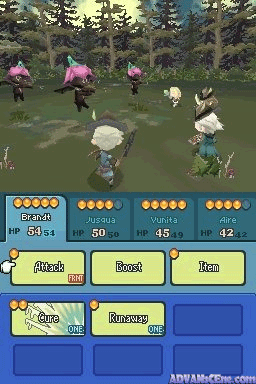 Brandt
HP 54 54
Jusqua
HP 50 50
Yunita
HP 45 49
Aire
HP 42 42
Attack
FRNT
Boost
Item
Cure
ONE
Runaway
ONE
ADVANsCEne.com